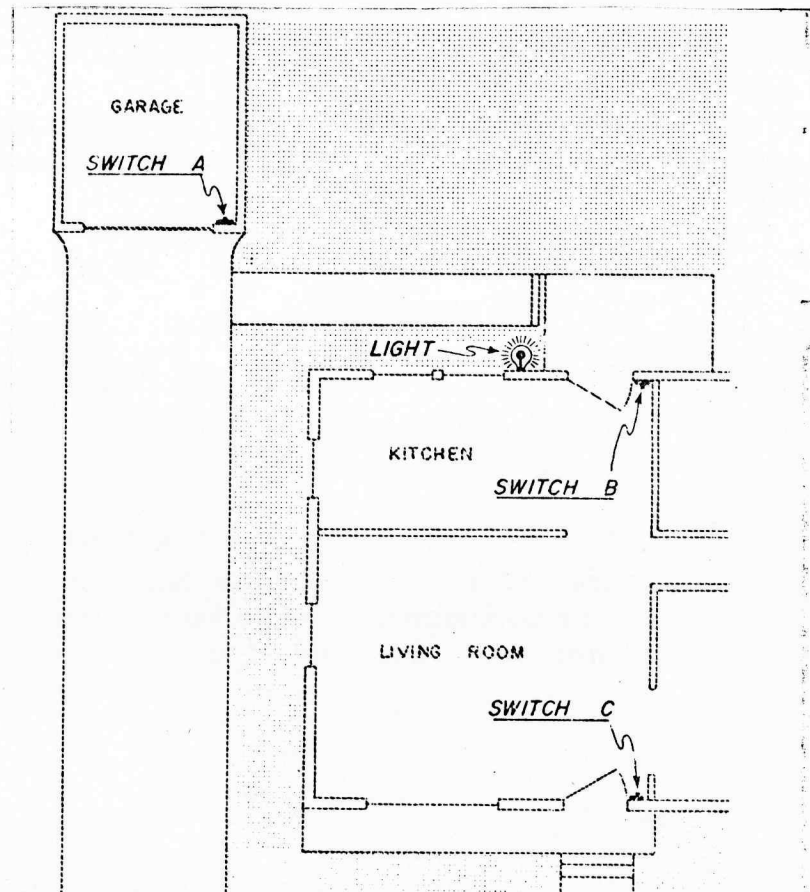 GARAGE
SWITCH A
LIGHT
KITCHEN
SWITCH B
LIVING ROOM
SWITCH C